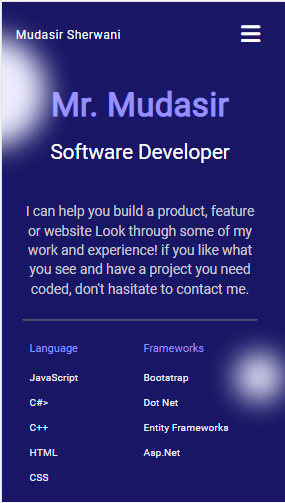 Mudasir Sherwani
Mr. Mudasir
Software Developer
I can help you build a product, feature
or website Look through some of my
work and experience! if you like what
you see and have a project you need
coded, don't hasitate to contact me.
Language
Frameworks
JavaScript
Bootstrap
C#>
Dot Net
C++
Entity Frameworks
HTML
Asp.Net
CSS